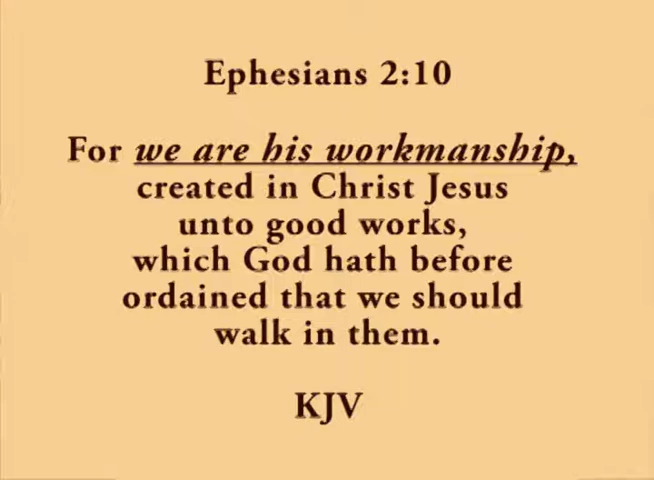 Ephesians 2:10
For we are his workmanship,
created in Christ Jesus
unto good works,
which God hath before
ordained that we should
walk in them.
KJV